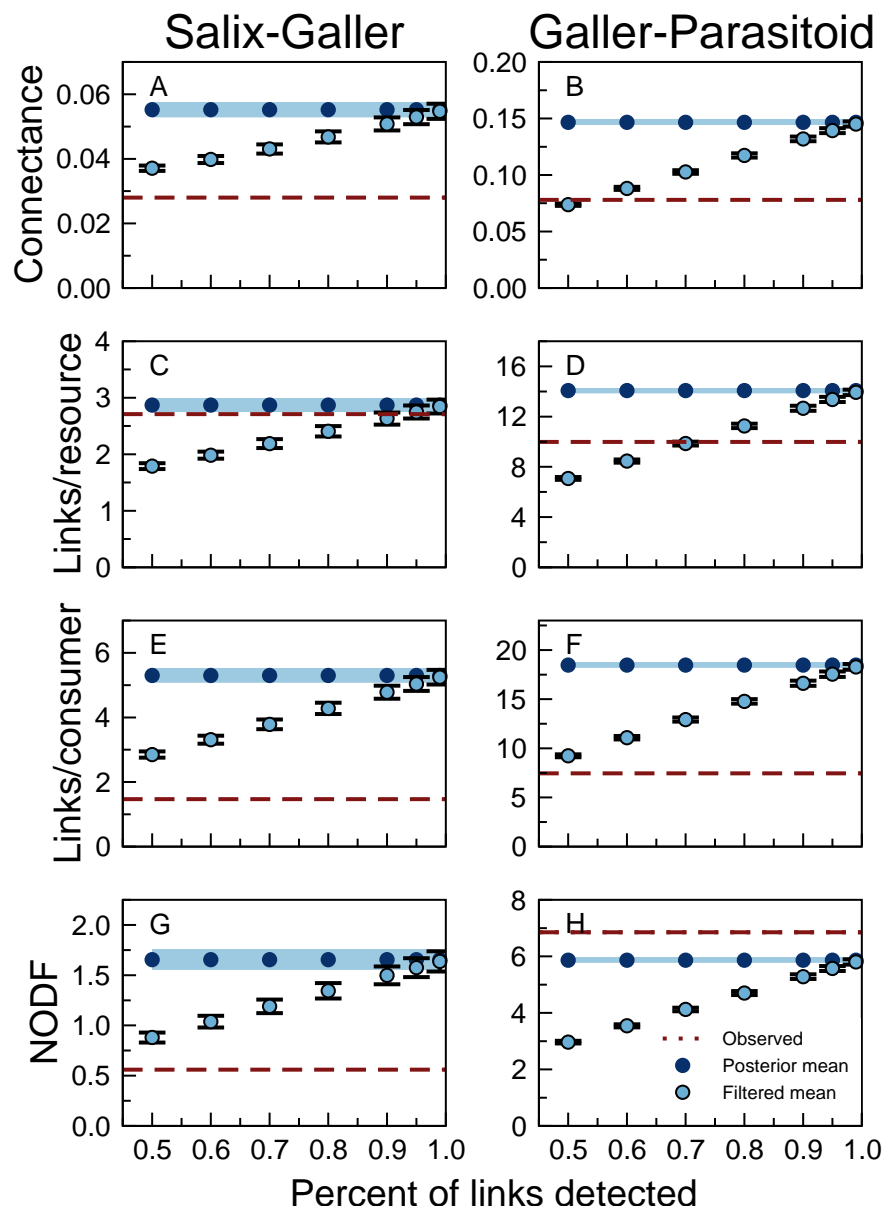 Salix-Galler
Galler-Parasitoid
Connectance
A
0.06
0.04
0.02
0.00
B
0.20
0.15
0.10
0.05
0.00
Links/resource
C
4
3
2
1
0
D
16
12
8
4
0
Links/consumer
E
6
4
2
0
F
20
15
10
5
0
NODF
G
2.0
1.5
1.0
0.5
0.0
H
8
6
4
2
0
Observed
Posterior mean
Filtered mean
0.5 0.6 0.7 0.8 0.9 1.0
0.5 0.6 0.7 0.8 0.9 1.0
Percent of links detected